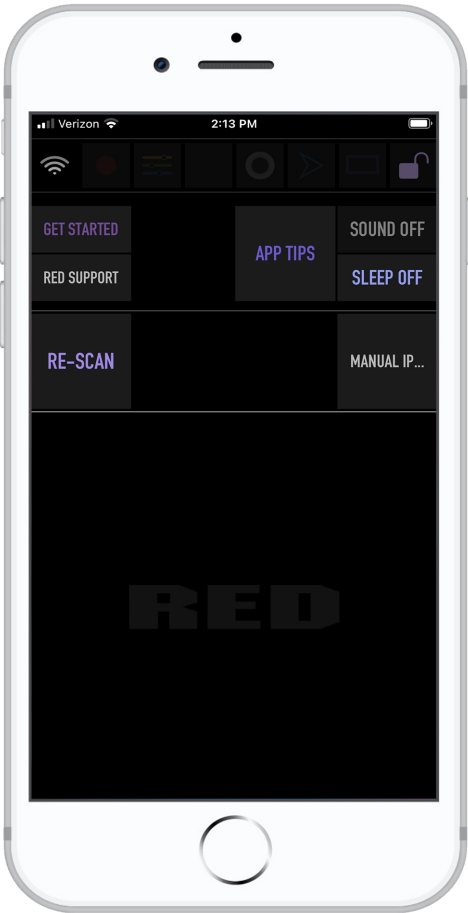 Verizon 2:13 PM
GET STARTED
RED SUPPORT
APP TIPS
SOUND OFF
SLEEP OFF
RE-SCAN
MANUAL IP...
RED